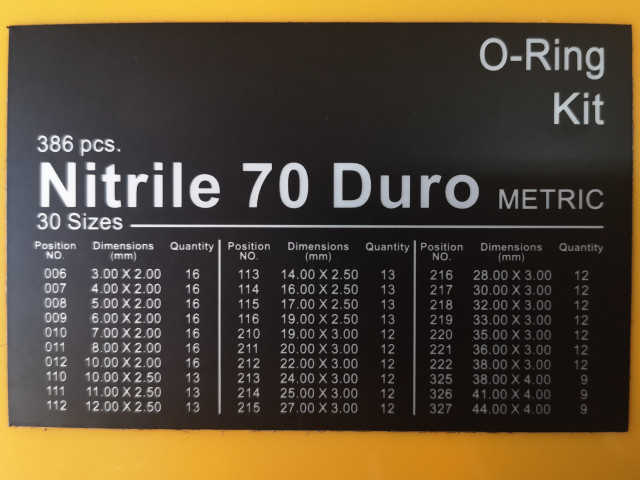 O-Ring
Kit
386 pcs.
Nitrile 70 Duro METRIC
30 Sizes
Position NO. Dimensions (mm) Quantity
006 3.00 X 2.00 16
007 4.00 X 2.00 16
008 5.00 X 2.00 16
009 6.00 X 2.00 16
010 7.00 X 2.00 16
011 8.00 X 2.00 16
012 10.00 X 2.00 16
110 10.00 X 2.50 13
111 11.00 X 2.50 13
112 12.00 X 2.50 13
Position NO. Dimensions (mm) Quantity
113 14.00 X 2.50 13
114 16.00 X 2.50 13
115 17.00 X 2.50 13
116 19.00 X 2.50 13
210 19.00 X 3.00 12
211 20.00 X 3.00 12
212 22.00 X 3.00 12
213 24.00 X 3.00 12
214 25.00 X 3.00 12
215 27.00 X 3.00 12
Position NO. Dimensions (mm) Quantity
216 28.00 X 3.00 12
217 30.00 X 3.00 12
218 32.00 X 3.00 12
219 33.00 X 3.00 12
220 35.00 X 3.00 12
221 36.00 X 3.00 12
222 38.00 X 3.00 12
325 38.00 X 4.00 9
326 41.00 X 4.00 9
327 44.00 X 4.00 9